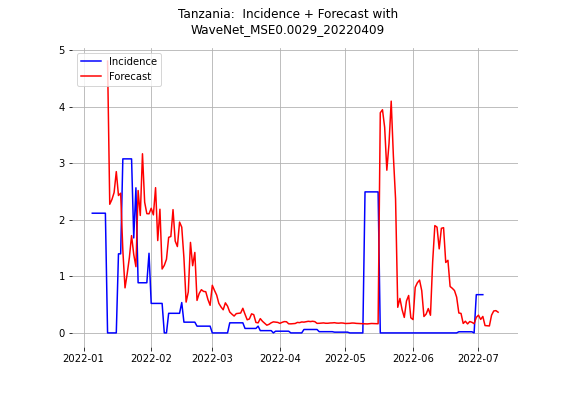 Tanzania:  Incidence + Forecast with
WaveNet_MSE0.0029_20220409
Incidence
Forecast
5
4
3
2
1
0
2022-01 2022-02 2022-03 2022-04 2022-05 2022-06 2022-07